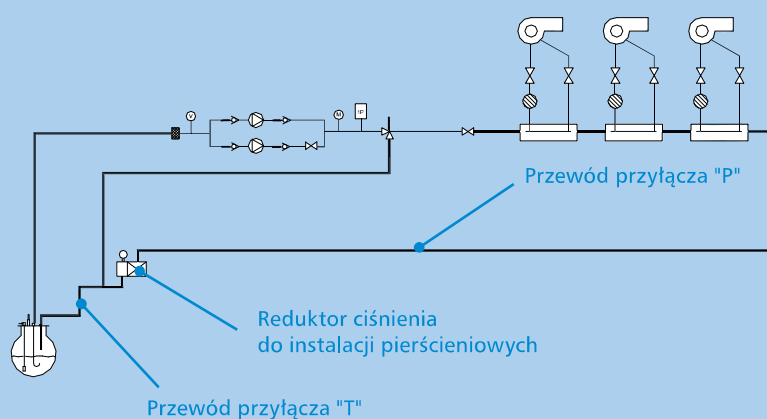 V
M
Przewód przyłącza "P"
Reduktor ciśnienia
do instalacji pierścieniowych
Przewód przyłącza "T"